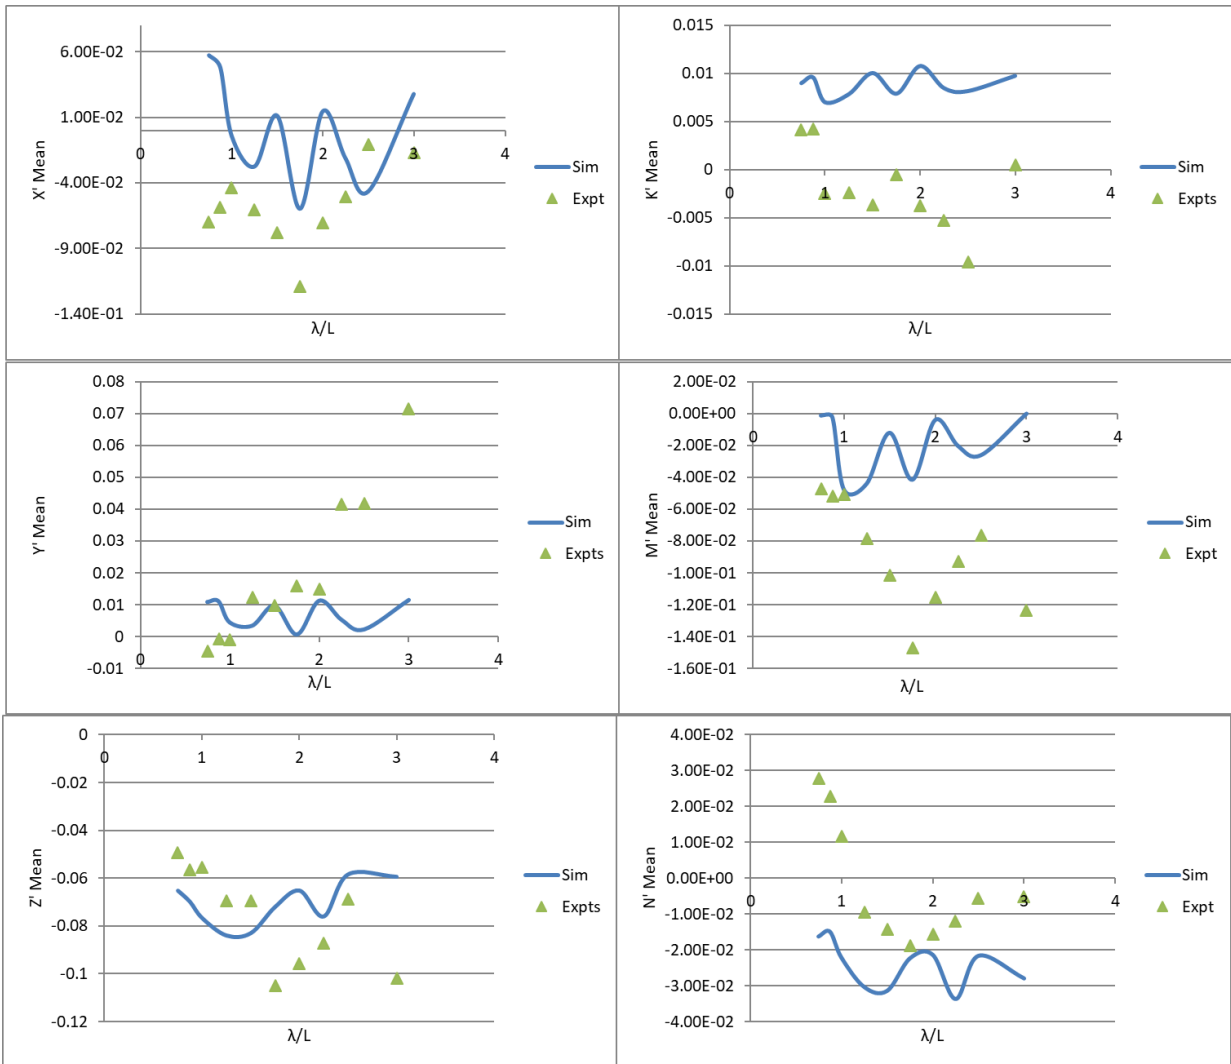 6.00E-02
1.00E-02
-4.00E-02
-9.00E-02
-1.40E-01
0 1 2 3 4
X' Mean
λ/L
Sim
Expt
0.015
0.01
0.005
0
-0.005
-0.01
-0.015
0 1 2 3 4
K' Mean
λ/L
Sim
Expts
0.08
0.07
0.06
0.05
0.04
0.03
0.02
0.01
0
-0.01
0 1 2 3 4
Y' Mean
λ/L
Sim
Expts
2.00E-02
0.00E+00
-2.00E-02
-4.00E-02
-6.00E-02
-8.00E-02
-1.00E-01
-1.20E-01
-1.40E-01
-1.60E-01
0 1 2 3 4
M' Mean
λ/L
Sim
Expt
0
-0.02
-0.04
-0.06
-0.08
-0.1
-0.12
0 1 2 3 4
Z' Mean
λ/L
Sim
Expts
4.00E-02
3.00E-02
2.00E-02
1.00E-02
0.00E+00
-1.00E-02
-2.00E-02
-3.00E-02
-4.00E-02
0 1 2 3 4
N' Mean
λ/L
Sim
Expt